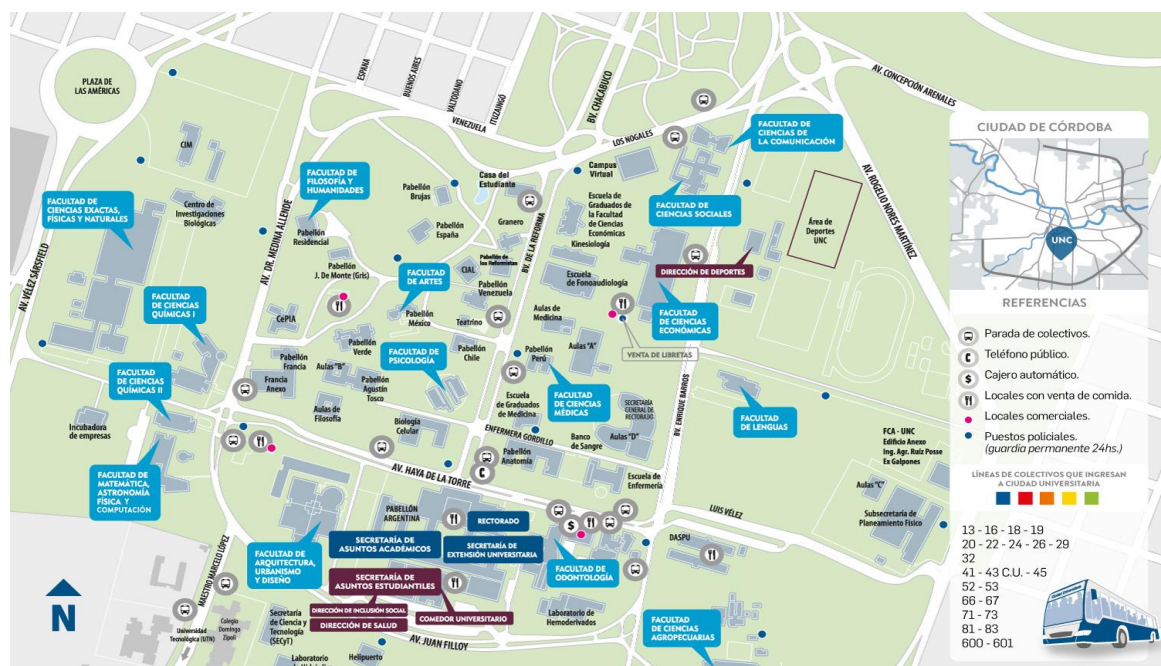 PLAZA DE
LAS AMÉRICAS
ESPAÑA
BUENOS AIRES
VALTODANO
ITUZAINGÓ
VENEZUELA
BV. CHACABUCO
LOS NOGALES
AV. CONCEPCIÓN ARENALES
AV. ROGELIO NORES MARTÍNEZ
CIM
FACULTAD DE
CIENCIAS EXACTAS,
FÍSICAS Y NATURALES
Centro de
Investigaciones
Biológicas
AV. VÉLEZ SÁRSFIELD
AV. DR. MEDINA ALLENDE
FACULTAD DE
FILOSOFÍA Y
HUMANIDADES
Pabellón
Residencial
Pabellón
J. De Monte (Gris)
Pabellón
Brujas
Pabellón
España
Casa del
Estudiante
Granero
BV. DE LA REFORMA
Pabellón de
los Reformistas
CIAL
Pabellón
Venezuela
FACULTAD
DE ARTES
Pabellón
México
Teatrino
Pabellón
Chile
CePIA
Pabellón
Verde
Pabellón
Francia
Aulas "B"
Francia
Anexo
Pabellón
Agustín
Tosco
FACULTAD DE
PSICOLOGÍA
Aulas de
Filosofía
Biología
Celular
FACULTAD
DE CIENCIAS
QUÍMICAS I
FACULTAD
DE CIENCIAS
QUÍMICAS II
Incubadora
de empresas
FACULTAD DE
MATEMÁTICA,
ASTRONOMÍA
FÍSICA Y
COMPUTACIÓN
Campus
Virtual
Escuela de
Graduados de
la Facultad
de Ciencias
Económicas
Kinesiología
Escuela
de Fonoaudiología
FACULTAD DE
CIENCIAS DE
LA COMUNICACIÓN
FACULTAD DE
CIENCIAS SOCIALES
DIRECCIÓN DE DEPORTES
Área de
Deportes
UNC
FACULTAD DE
CIENCIAS
ECONÓMICAS
VENTA DE LIBRETAS
Aulas de
Medicina
Aulas "A"
Pabellón
Perú
FACULTAD
DE CIENCIAS
MÉDICAS
Escuela
de Graduados
de Medicina
ENFERMERA GORDILLO
SECRETARÍA
GENERAL DE
RECTORADO
Banco
de Sangre
Aulas "D"
BV. ENRIQUE BARROS
FACULTAD
DE LENGUAS
FCA - UNC
Edificio Anexo
Ing. Agr. Ruíz Posse
Ex Galpones
Pabellón
Anatomía
Escuela de
Enfermería
AV. HAYA DE LA TORRE
LUIS VÉLEZ
Aulas "C"
Subsecretaría de
Planeamiento Físico
PABELLÓN
ARGENTINA
RECTORADO
SECRETARÍA DE
ASUNTOS ACADÉMICOS
SECRETARÍA DE
EXTENSIÓN UNIVERSITARIA
FACULTAD DE
ARQUITECTURA,
URBANISMO
Y DISEÑO
FACULTAD DE
ODONTOLOGÍA
DASPU
SECRETARÍA DE
ASUNTOS ESTUDIANTILES
DIRECCIÓN DE INCLUSIÓN SOCIAL
DIRECCIÓN DE SALUD
COMEDOR UNIVERSITARIO
MAESTRO MARCELO LÓPEZ
Universidad
Tecnológica (UTN)
Colegio
Domingo
Zípoli
Secretaría
de Ciencia y
Tecnología
(SECyT)
AV. JUAN FILLOY
Laboratorio de
Hemoderivados
FACULTAD
DE CIENCIAS
AGROPECUARIAS
Laboratorio
Helipuerto
N
CIUDAD DE CÓRDOBA
UNC
REFERENCIAS
Parada de colectivos.
Teléfono público.
$ Cajero automático.
Locales con venta de comida.
Locales comerciales.
Puestos policiales.
(guardia permanente 24hs.)
LÍNEAS DE COLECTIVOS QUE INGRESAN
A CIUDAD UNIVERSITARIA
13 - 16 - 18 - 19
20 - 22 - 24 - 26 - 29
32
41 - 43 C.U. - 45
52 - 53
66 - 67
71 - 73
81 - 83
600 - 601